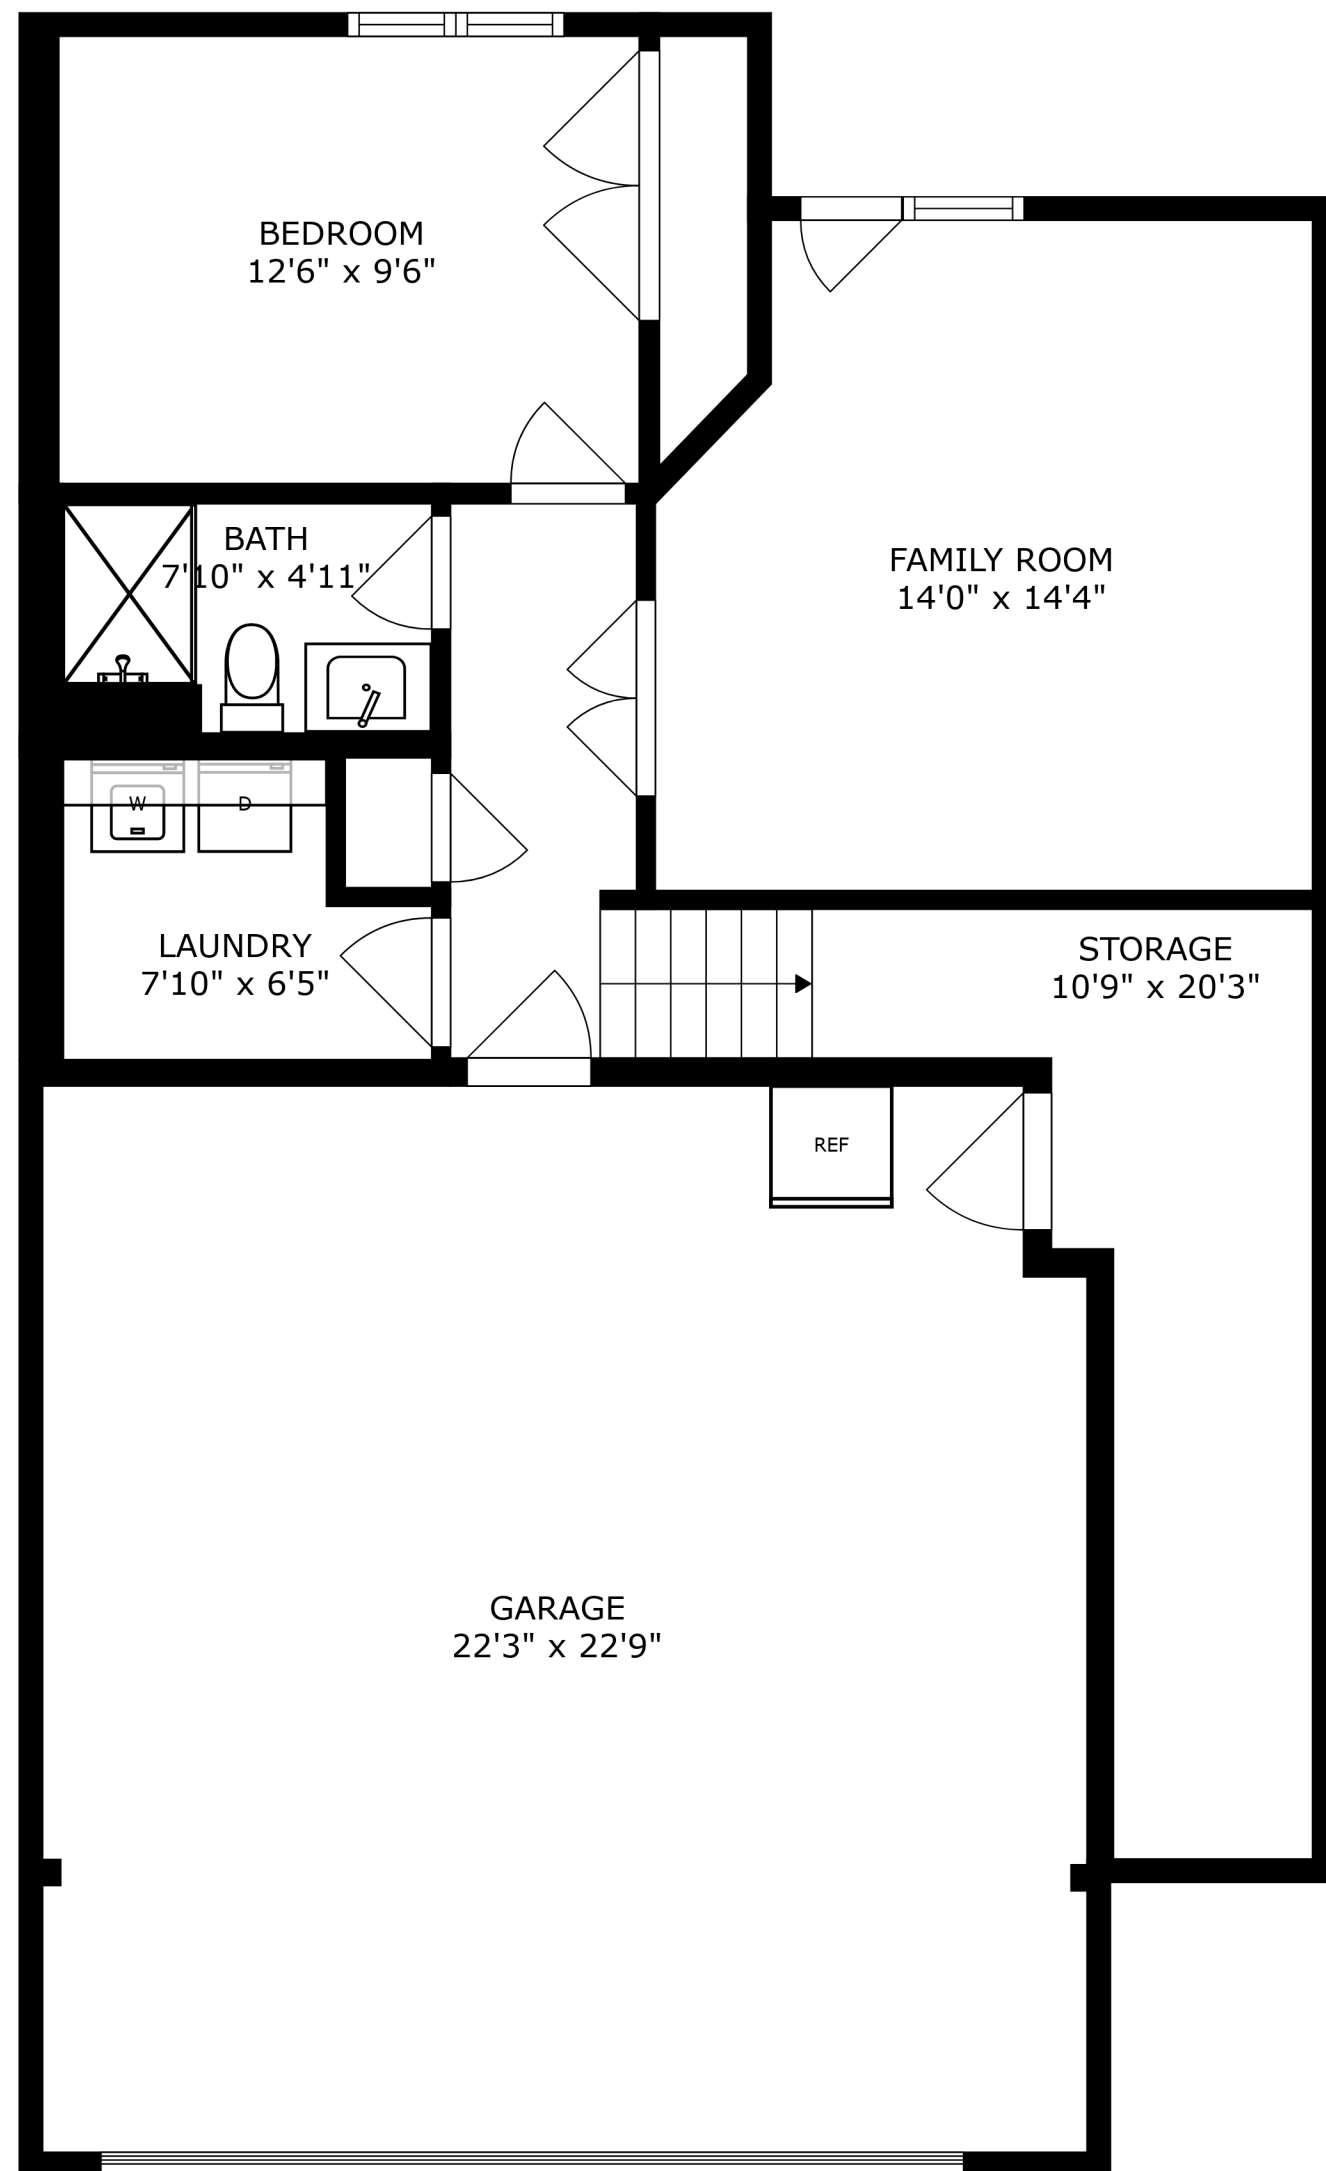 BEDROOM
12'6" x 9'6"
BATH
7'10" x 4'11"
FAMILY ROOM
14'0" x 14'4"
W
D
LAUNDRY
7'10" x 6'5"
STORAGE
10'9" x 20'3"
REF
GARAGE
22'3" x 22'9"